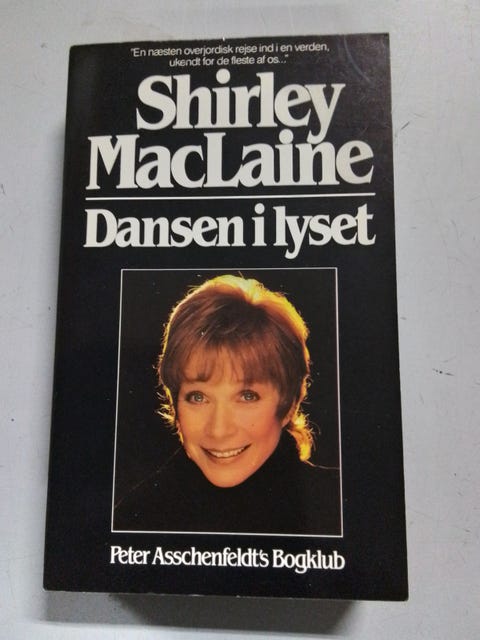 "En næsten overjordisk rejse ind i en verden,
ukendt for de fleste af os..."
Shirley
MacLaine
Dansen i lyset
Peter Asschenfeldt's Bogklub